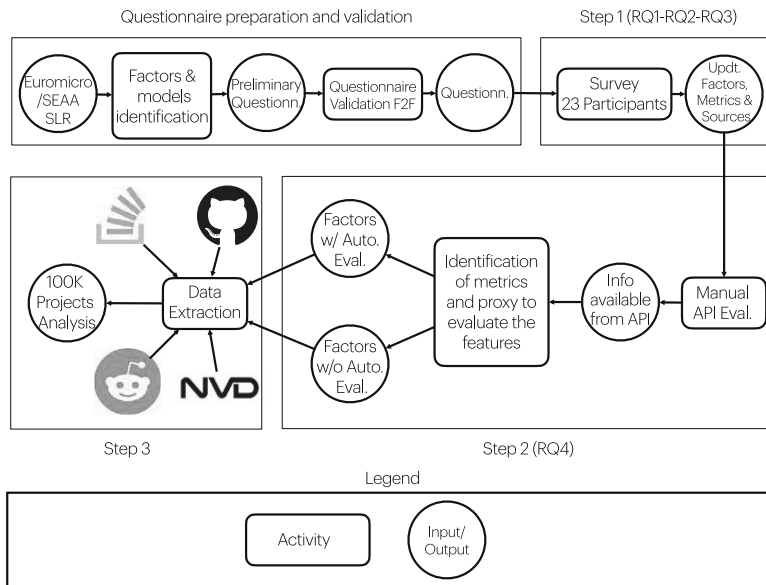 Questionnaire preparation and validation
Step 1 (RQ1-RQ2-RQ3)
Euromicro
/SEAA
SLR
Factors &
models
identification
Preliminary
Questionn.
Questionnaire
Validation F2F
Questionn.
Survey
23 Participants
Updt.
Factors,
Metrics &
Sources
100K
Projects
Analysis
Data
Extraction
NVD
Factors
w/ Auto.
Eval.
Factors
w/o Auto.
Eval.
Identification
of metrics
and proxy to
evaluate the
features
Info
available
from API
Manual
API Eval.
Step 3
Step 2 (RQ4)
Legend
Activity
Input/
Output